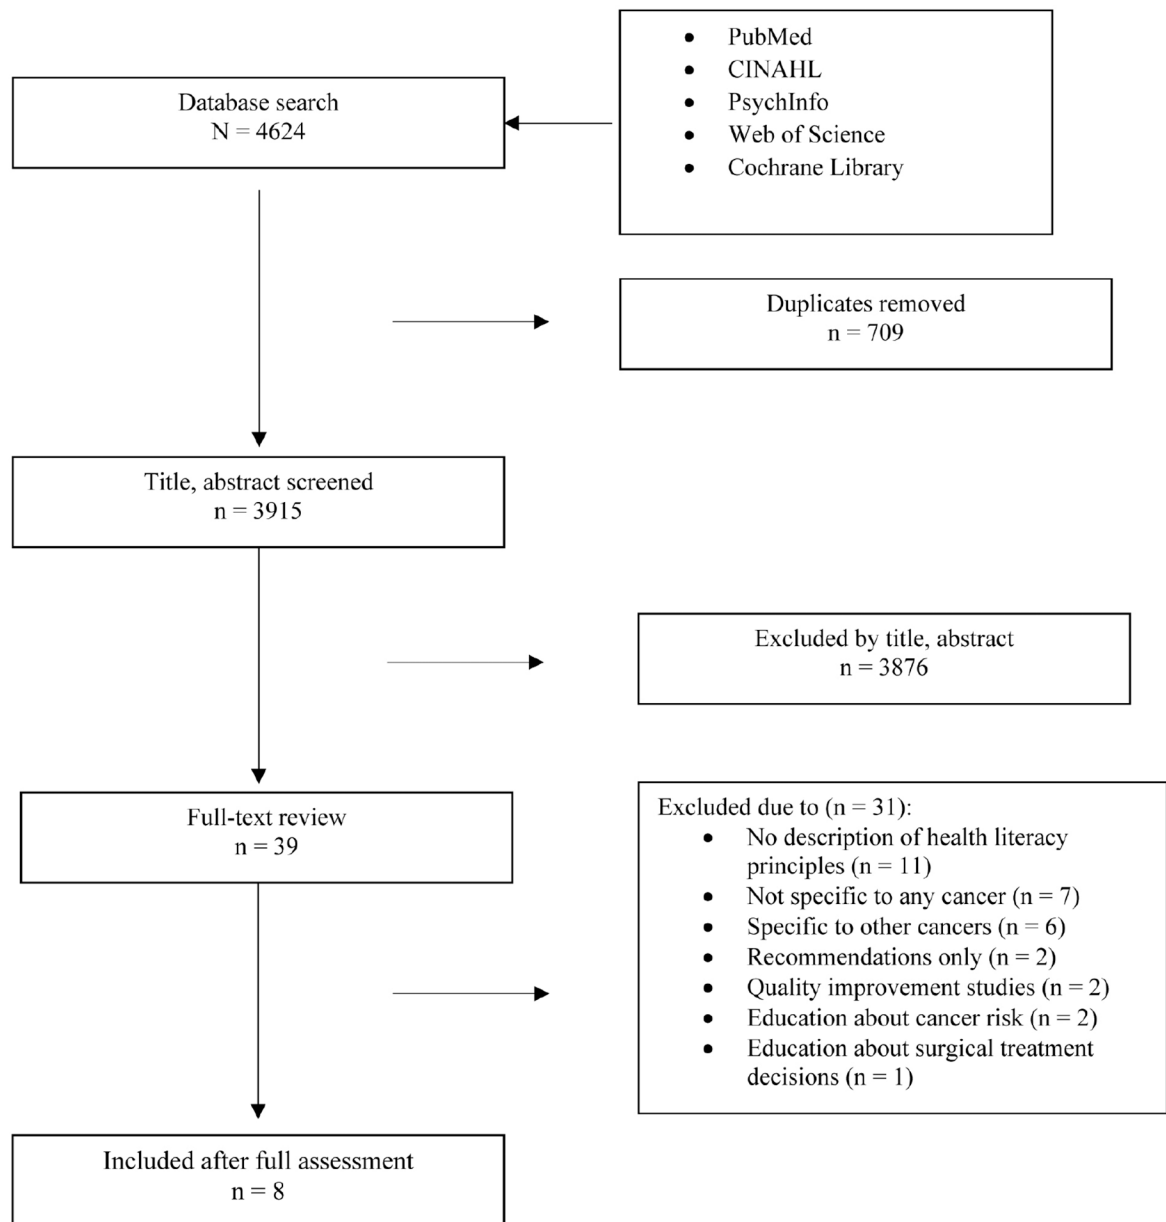 • PubMed
• CINAHL
• PsychInfo
• Web of Science
• Cochrane Library
Database search
N = 4624
Duplicates removed
n = 709
Title, abstract screened
n = 3915
Excluded by title, abstract
n = 3876
Full-text review
n = 39
Excluded due to (n = 31):
• No description of health literacy
principles (n = 11)
• Not specific to any cancer (n = 7)
• Specific to other cancers (n = 6)
• Recommendations only (n = 2)
• Quality improvement studies (n = 2)
• Education about cancer risk (n = 2)
• Education about surgical treatment
decisions (n = 1)
Included after full assessment
n = 8